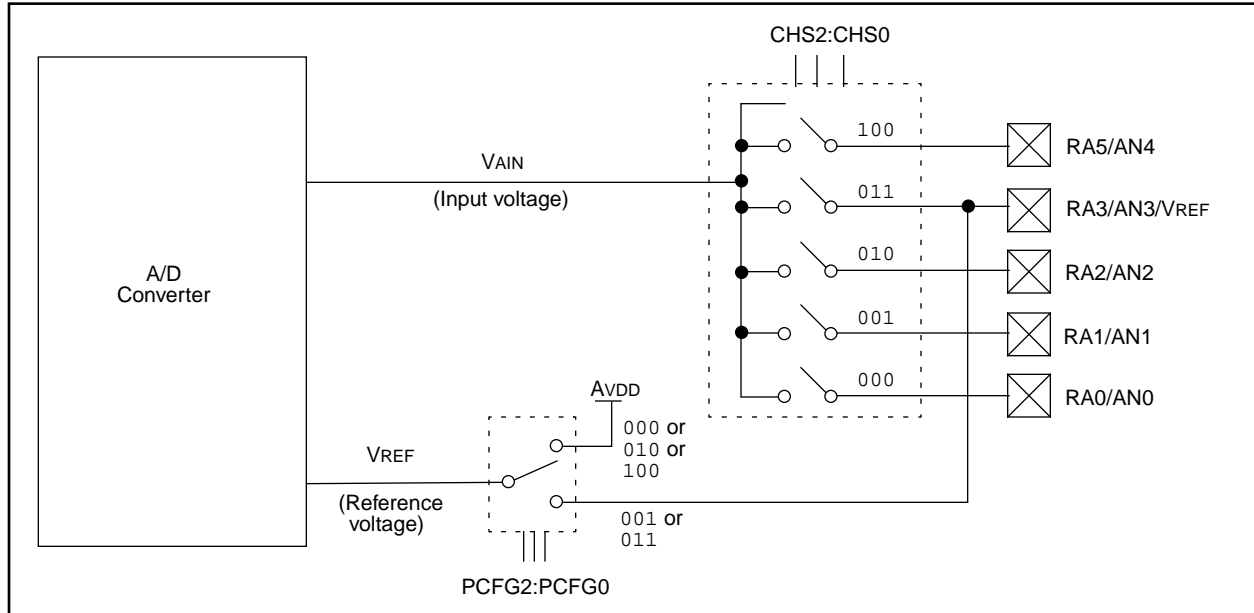 CHS2:CHS0
100
RA5/AN4
VAIN
(Input voltage)
011
RA3/AN3/VREF
A/D
Converter
010
RA2/AN2
001
RA1/AN1
000
RA0/AN0
AVDD
000 or
010 or
100
VREF
(Reference
voltage)
001 or
011
PCFG2:PCFG0